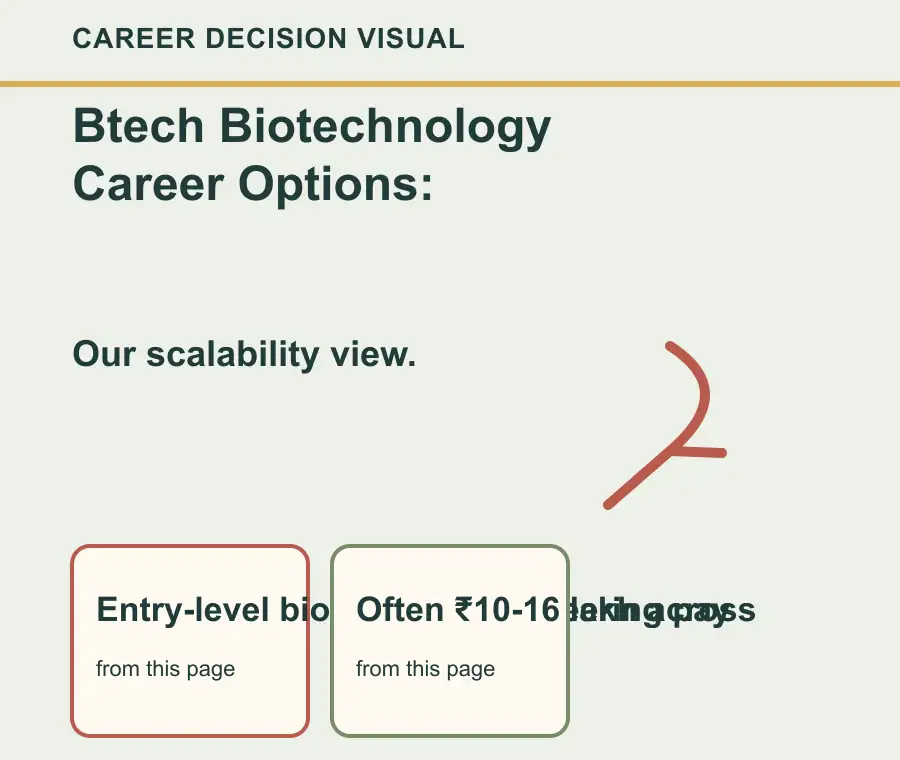 CAREER DECISION VISUAL
Btech Biotechnology
Career Options:
Our scalability view.
Entry-level bio
Often ₹10-16
from this page
from this page